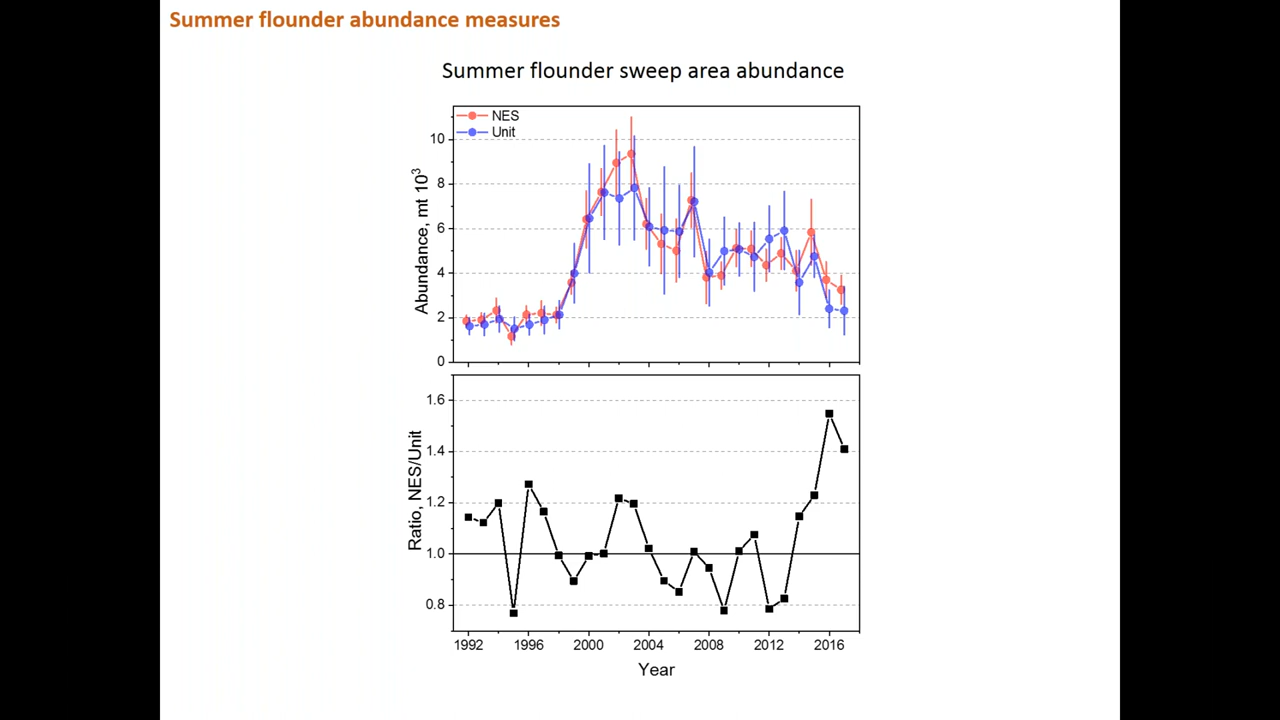 Summer flounder abundance measures
Summer flounder sweep area abundance
NES
Unit
Abundance, mt 10³
10
8
6
4
2
0
Ratio, NES/Unit
1.6
1.4
1.2
1.0
0.8
1992 1996 2000 2004 2008 2012 2016
Year